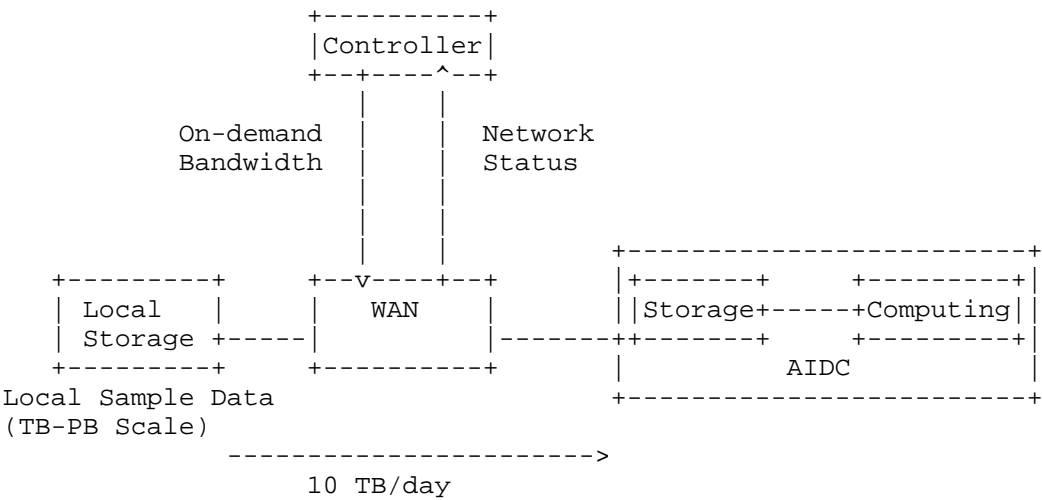 Controller
On-demand Network
Bandwidth Status
Local WAN Storage Computing
Storage
AIDC
Local Sample Data
(TB-PB Scale)
10 TB/day